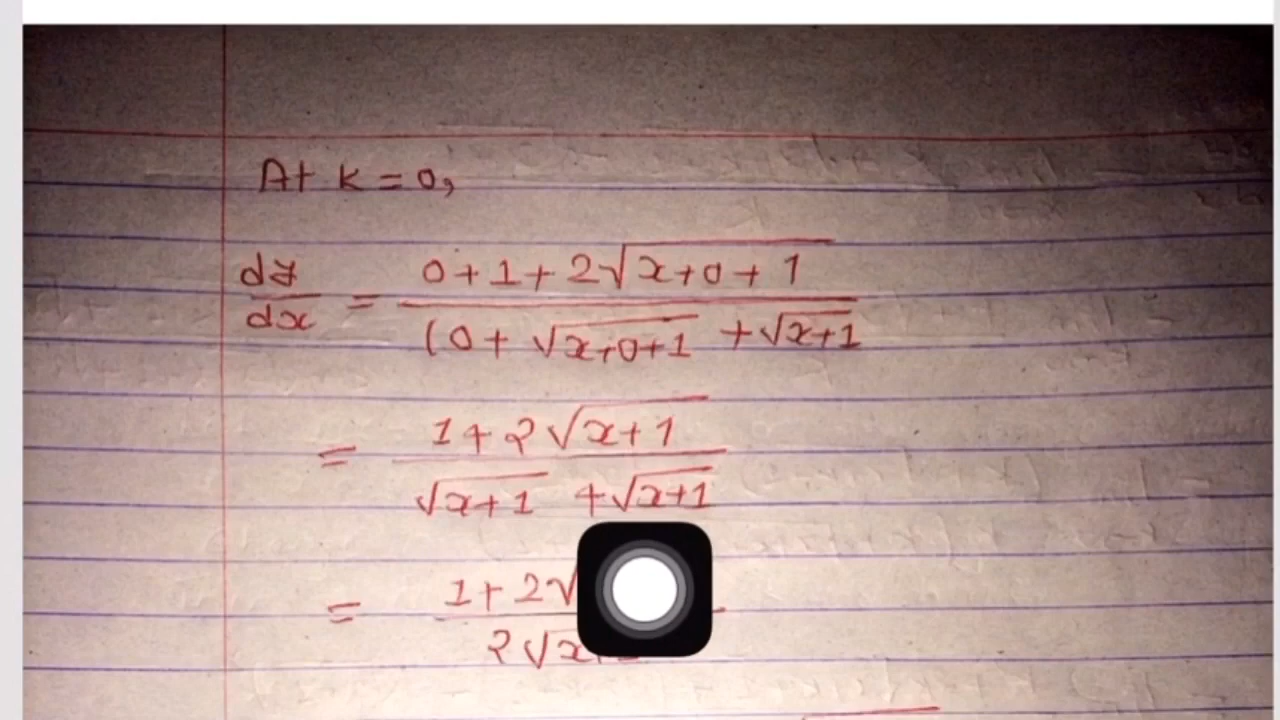 At k = 0,
dy/dx = (0 + 1 + 2√(x+0+1)) / ((0 + √(x+0+1) + √(x+1)
= (1 + 2√(x+1)) / (√(x+1) + √(x+1))
= 1 + 2√ / 2√x